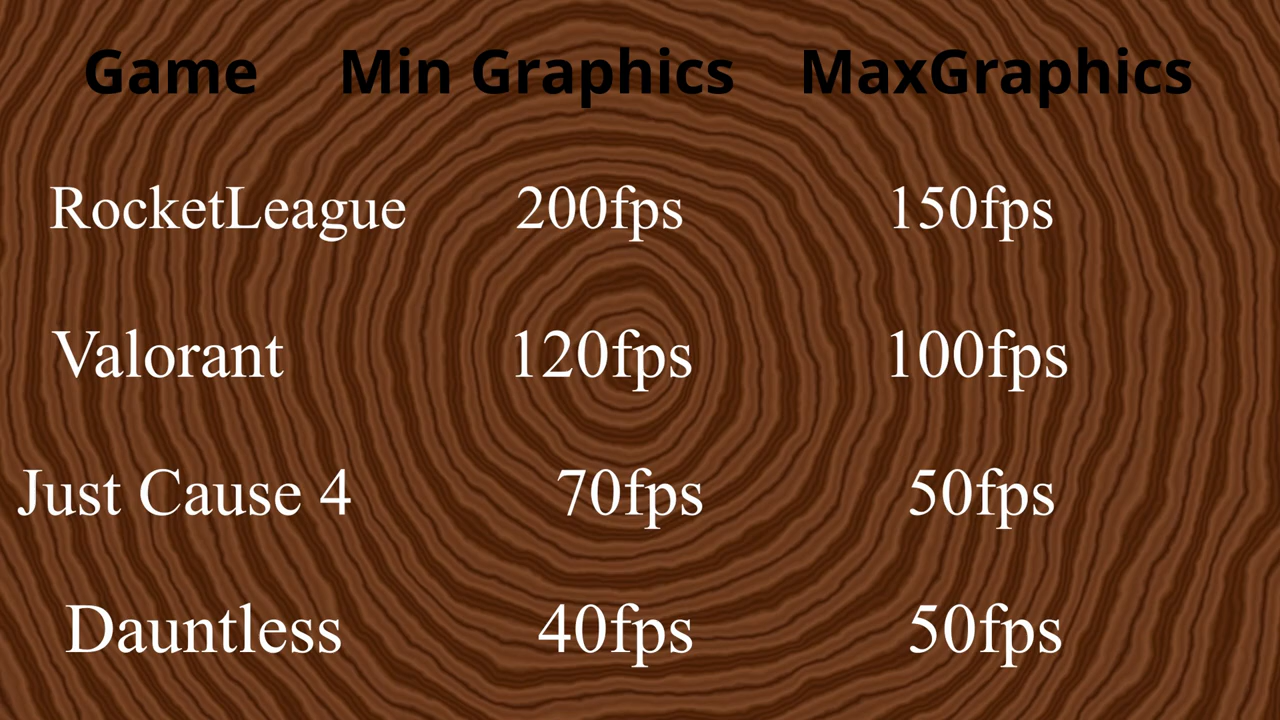 Game Min Graphics MaxGraphics
RocketLeague 200fps 150fps
Valorant 120fps 100fps
Just Cause 4 70fps 50fps
Dauntless 40fps 50fps